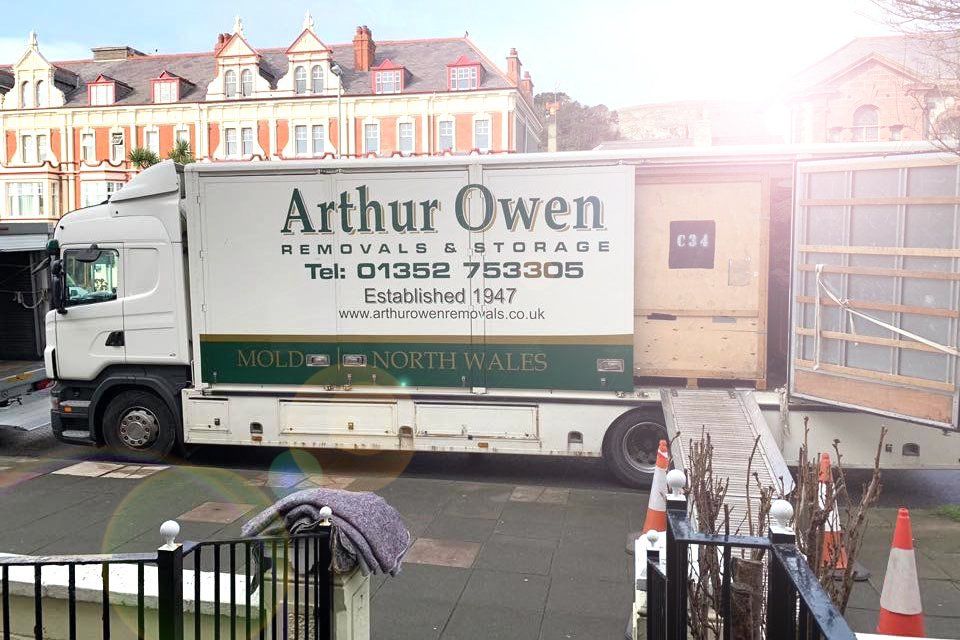 Arthur Owen
REMOVALS & STORAGE
Tel: 01352 753305
Established 1947
www.arthurowenremovals.co.uk
MOLD NORTH WALES
C34